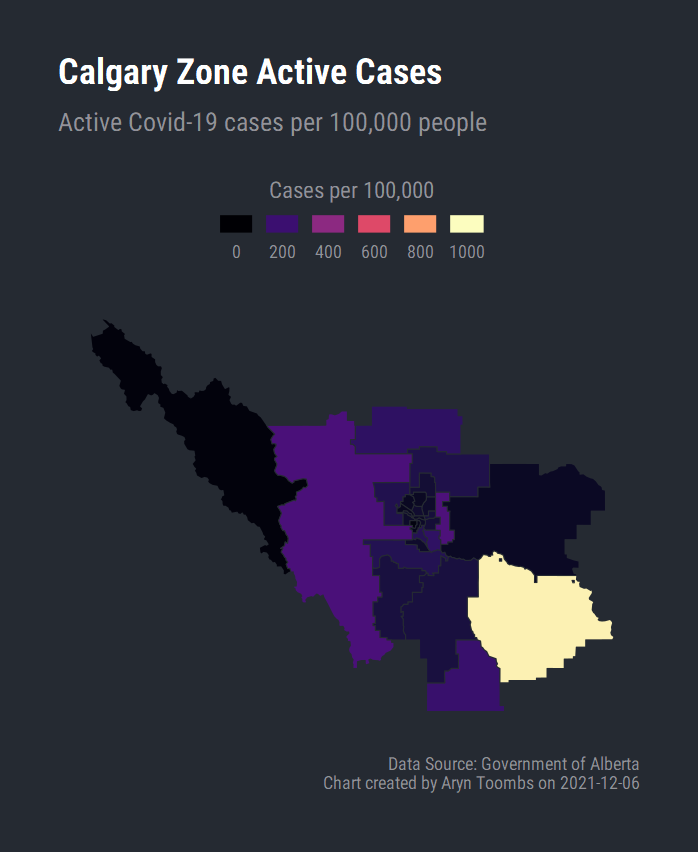 Calgary Zone Active Cases
Active Covid-19 cases per 100,000 people
Cases per 100,000
0 200 400 600 800 1000
Data Source: Government of Alberta
Chart created by Aryn Toombs on 2021-12-06